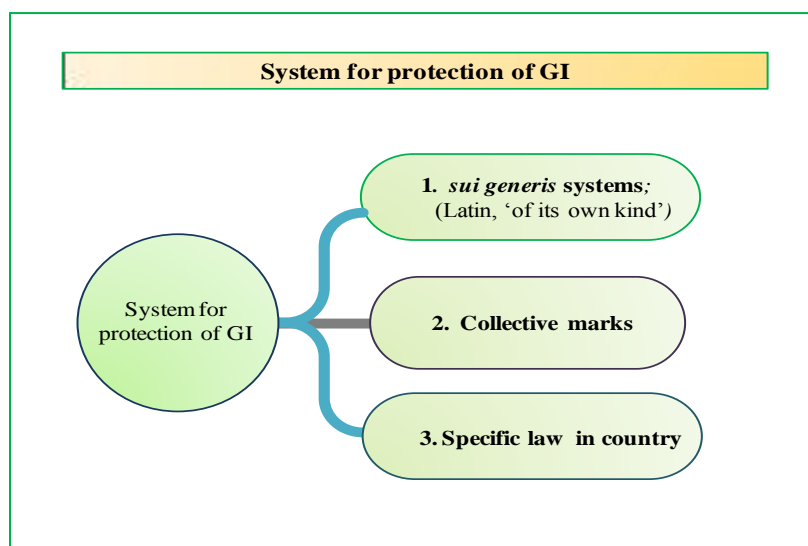 System for protection of GI
1. sui generis systems;
(Latin, ‘of its own kind’)
System for
protection of GI
2. Collective marks
3. Specific law in country